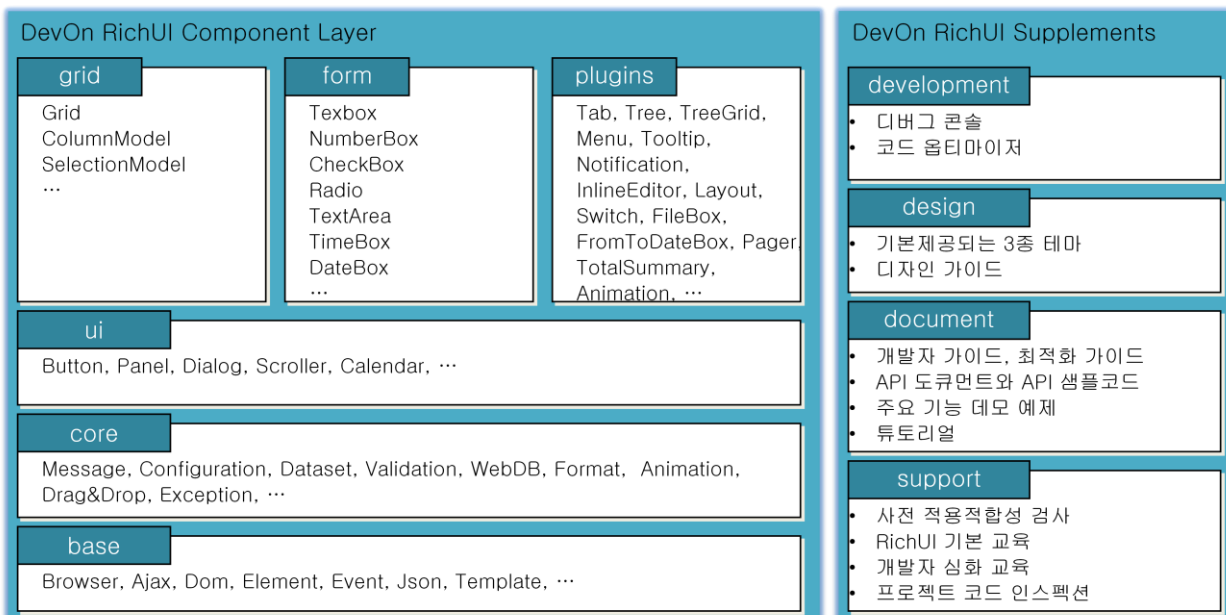 DevOn RichUI Component Layer
grid
Grid
ColumnModel
SelectionModel
…
form
Texbox
NumberBox
CheckBox
Radio
TextArea
TimeBox
DateBox
…
plugins
Tab, Tree, TreeGrid,
Menu, Tooltip,
Notification,
InlineEditor, Layout,
Switch, FileBox,
FromToDateBox, Pager,
TotalSummary,
Animation, …
ui
Button, Panel, Dialog, Scroller, Calendar, …
core
Message, Configuration, Dataset, Validation, WebDB, Format, Animation,
Drag&Drop, Exception, …
base
Browser, Ajax, Dom, Element, Event, Json, Template, …
DevOn RichUI Supplements
development
• 디버그 콘솔
• 코드 옵티마이저
design
• 기본제공되는 3종 테마
• 디자인 가이드
document
• 개발자 가이드, 최적화 가이드
• API 도큐먼트와 API 샘플코드
• 주요 기능 데모 예제
• 튜토리얼
support
• 사전 적용적합성 검사
• RichUI 기본 교육
• 개발자 심화 교육
• 프로젝트 코드 인스펙션